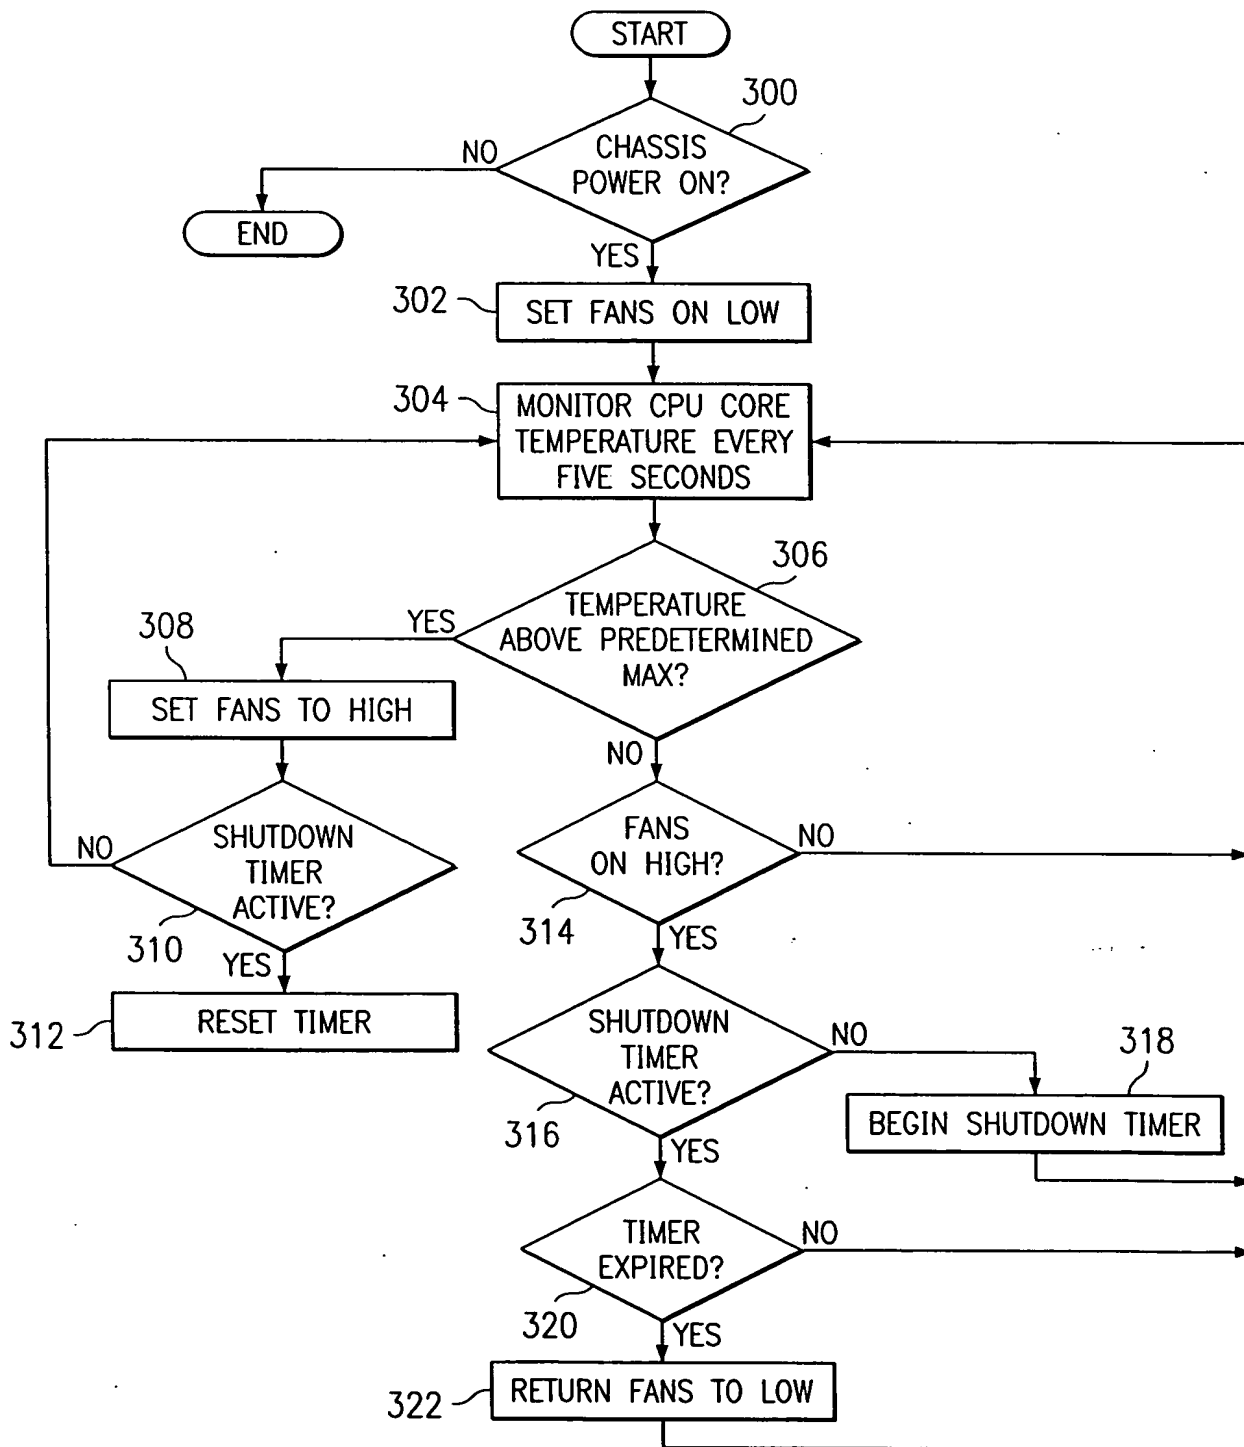 START
300
CHASSIS
POWER ON?
NO
END
YES
302
SET FANS ON LOW
304
MONITOR CPU CORE
TEMPERATURE EVERY
FIVE SECONDS
306
TEMPERATURE
ABOVE PREDETERMINED
MAX?
YES
308
SET FANS TO HIGH
NO
SHUTDOWN
TIMER
ACTIVE?
NO
310
YES
312
RESET TIMER
FANS
ON HIGH?
NO
314
YES
SHUTDOWN
TIMER
ACTIVE?
NO
316
318
BEGIN SHUTDOWN TIMER
YES
TIMER
EXPIRED?
NO
320
YES
322
RETURN FANS TO LOW